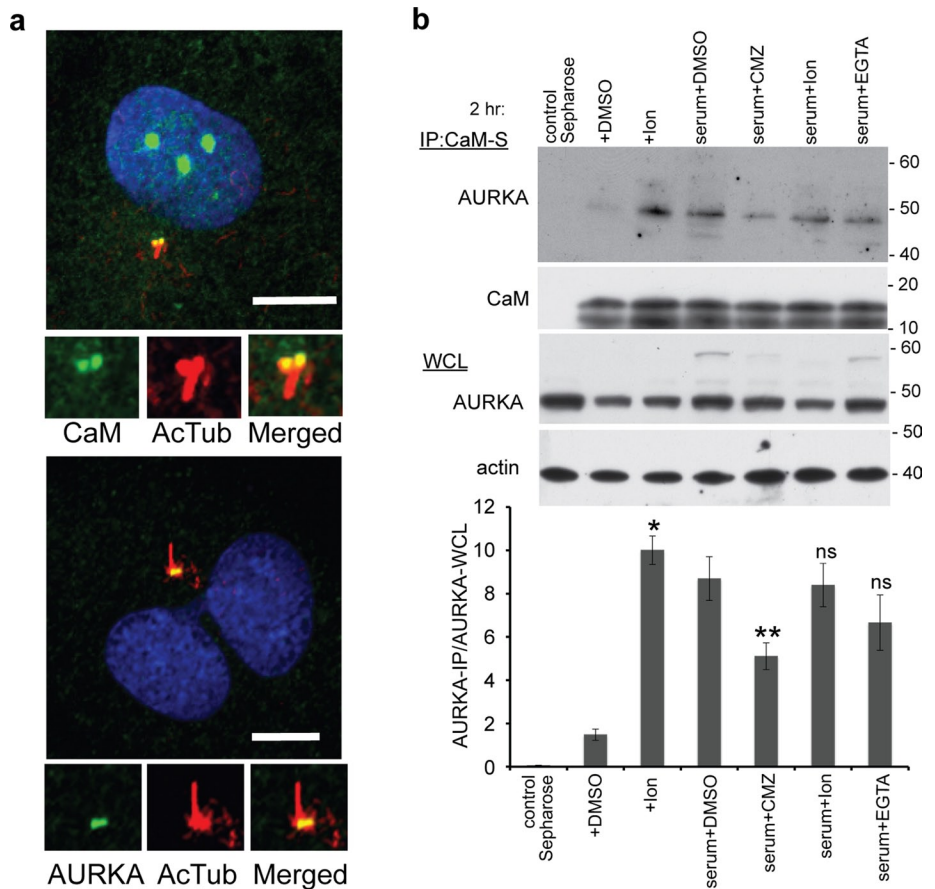 a
CaM AcTub Merged
AURKA AcTub Merged
b
2 hr:
control
Sepharose
+DMSO
+Ion
serum+DMSO
serum+CMZ
serum+Ion
serum+EGTA
IP:CaM-S
AURKA
- 60
- 50
- 40
CaM
- 20
- 10
WCL
- 60
AURKA
- 50
- 50
actin
- 40
AURKA-IP/AURKA-WCL
12
10
8
6
4
2
0
*
**
ns
ns
control
Sepharose
+DMSO
+Ion
serum+DMSO
serum+CMZ
serum+Ion
serum+EGTA